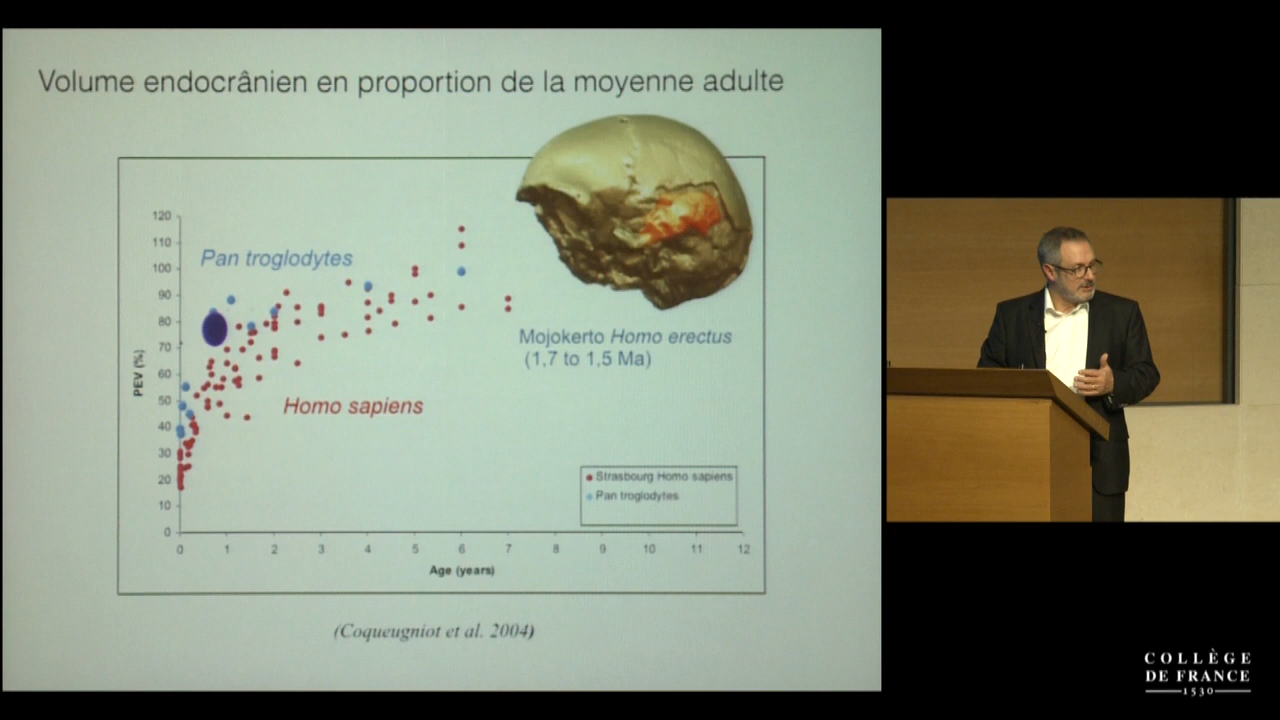 Volume endocrânien en proportion de la moyenne adulte
120
110
100
90
80
70
60
50
40
30
20
10
0
PEV (%)
Pan troglodytes
Homo sapiens
Mojokerto Homo erectus
(1,7 to 1,5 Ma)
Strasbourg Homo sapiens
Pan troglodytes
0 1 2 3 4 5 6 7 8 9 10 11 12
Age (years)
(Coqueugniot et al. 2004)
COLLÈGE
DE FRANCE
1530